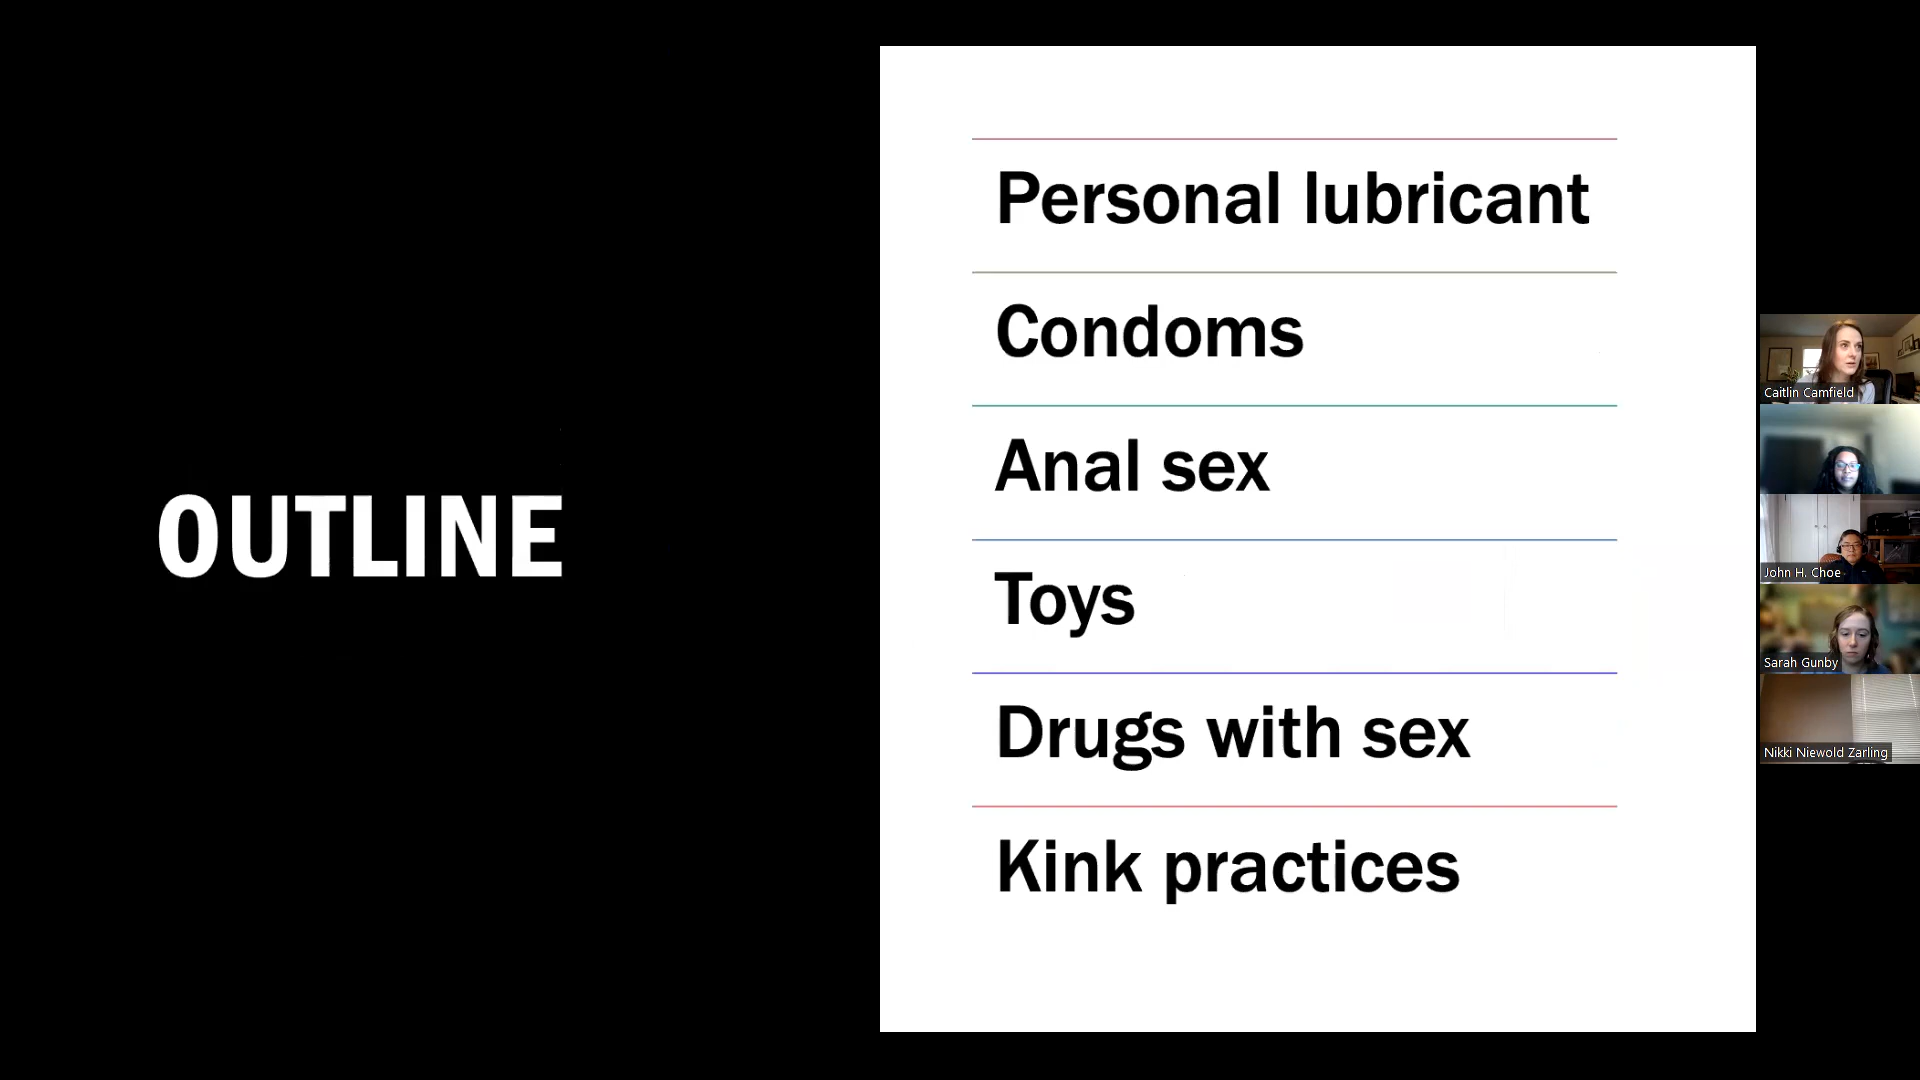 OUTLINE
Personal lubricant
Condoms
Anal sex
Toys
Drugs with sex
Kink practices
Caitlin Camfield
John H. Choe
Sarah Gunby
Nikki Niewold Zarling